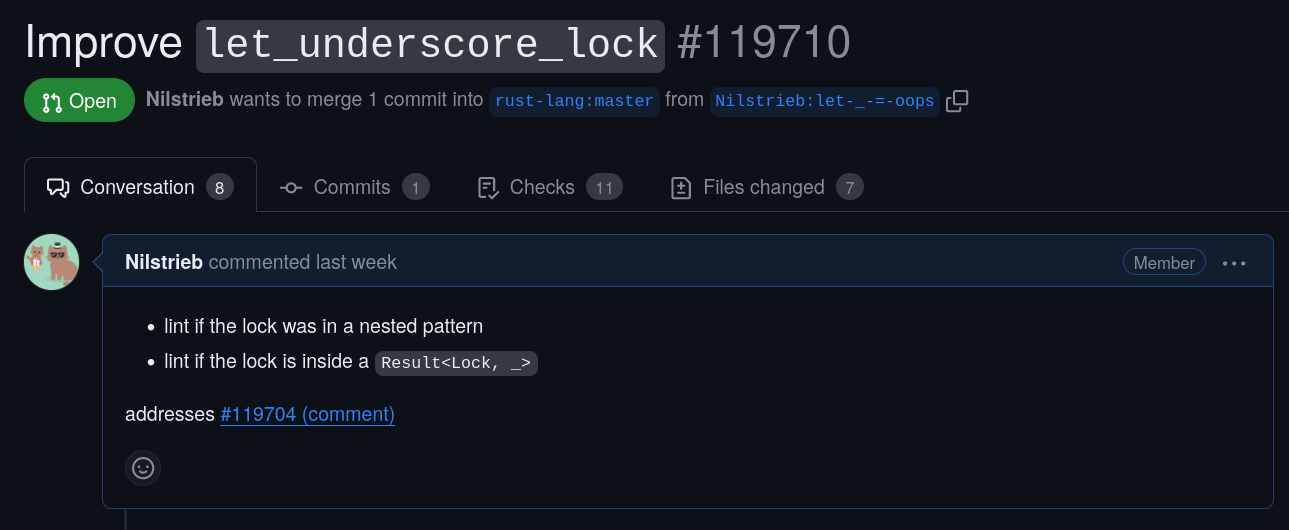 Improve let_underscore_lock #119710
Open Nilstrieb wants to merge 1 commit into rust-lang:master from Nilstrieb:let-_-=-oops
Conversation 8 Commits 1 Checks 11 Files changed 7
Nilstrieb commented last week Member
• lint if the lock was in a nested pattern
• lint if the lock is inside a Result<Lock, _>
addresses #119704 (comment)